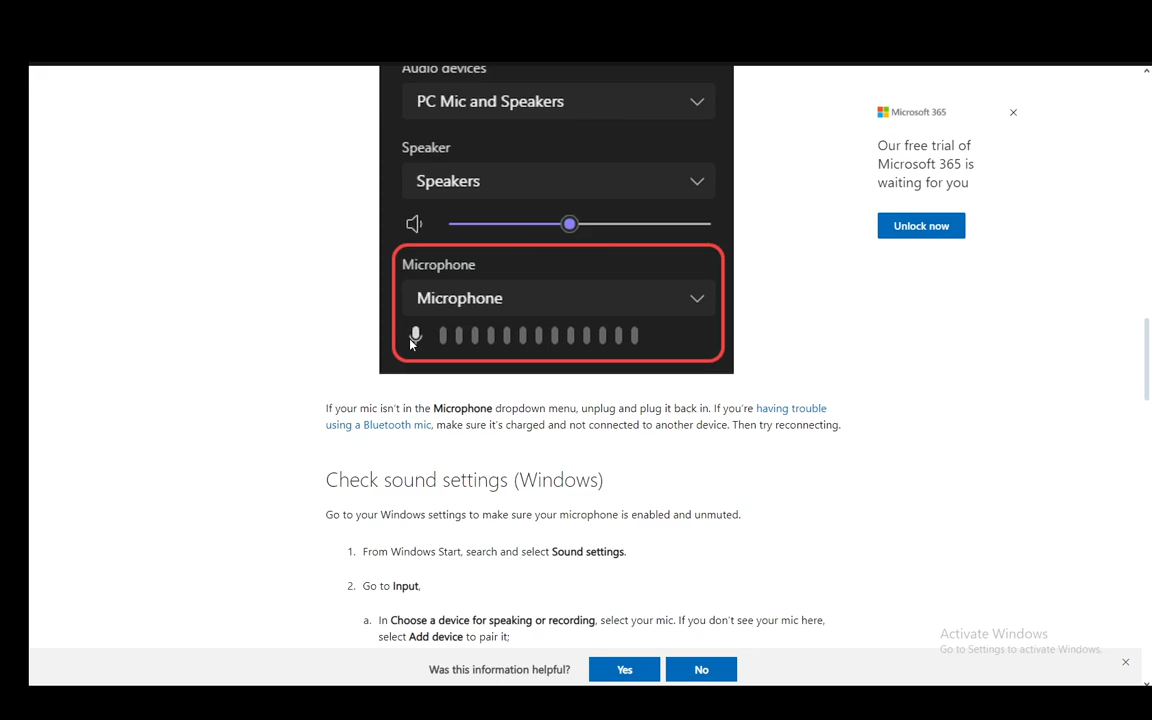 Audio devices
PC Mic and Speakers
Speaker
Speakers
Microphone
Microphone
Microsoft 365
Our free trial of
Microsoft 365 is
waiting for you
Unlock now
If your mic isn't in the Microphone dropdown menu, unplug and plug it back in. If you're having trouble
using a Bluetooth mic, make sure it's charged and not connected to another device. Then try reconnecting.
Check sound settings (Windows)
Go to your Windows settings to make sure your microphone is enabled and unmuted.
1. From Windows Start, search and select Sound settings.
2. Go to Input,
a. In Choose a device for speaking or recording, select your mic. If you don't see your mic here,
select Add device to pair it;
Activate Windows
Go to Settings to activate Windows.
Was this information helpful?
Yes
No